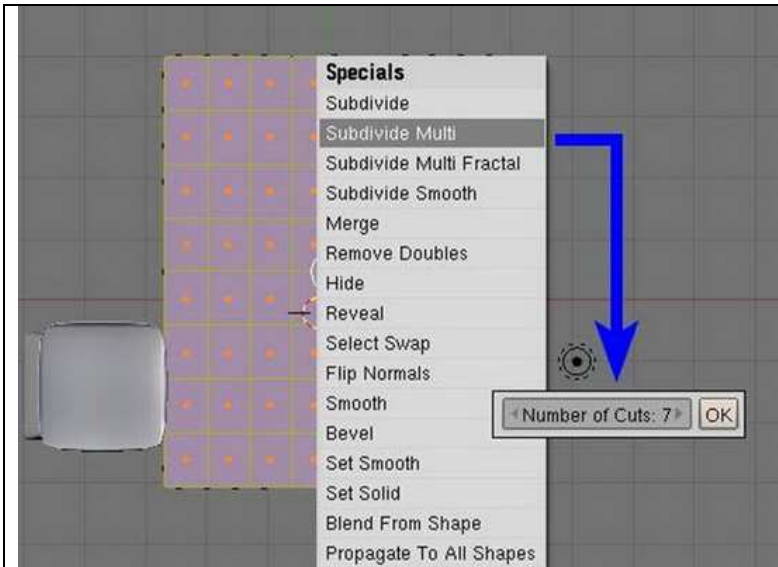 Specials
Subdivide
Subdivide Multi
Subdivide Multi Fractal
Subdivide Smooth
Merge
Remove Doubles
Hide
Reveal
Select Swap
Flip Normals
Smooth
Bevel
Set Smooth
Set Solid
Blend From Shape
Propagate To All Shapes
Number of Cuts: 7
OK